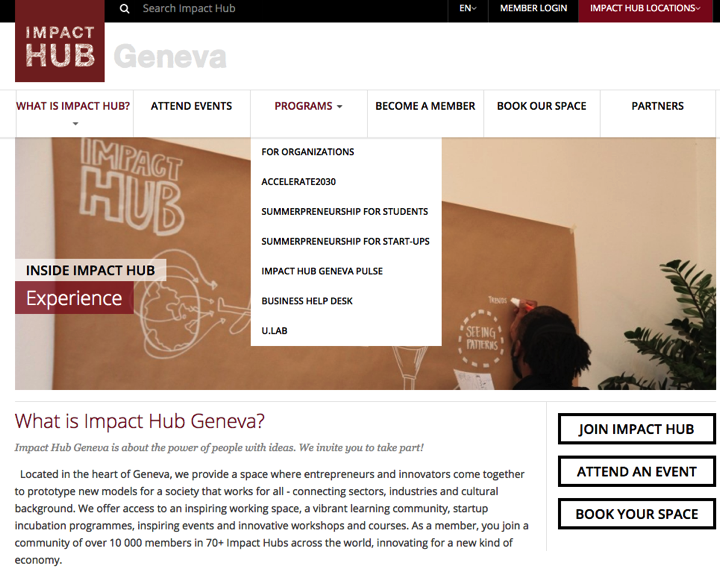 Search Impact Hub
EN
MEMBER LOGIN
IMPACT HUB LOCATIONS
IMPACT
HUB
Geneva
WHAT IS IMPACT HUB?
ATTEND EVENTS
PROGRAMS
BECOME A MEMBER
BOOK OUR SPACE
PARTNERS
FOR ORGANIZATIONS
ACCELERATE2030
SUMMERPRENEURSHIP FOR STUDENTS
SUMMERPRENEURSHIP FOR START-UPS
IMPACT HUB GENEVA PULSE
BUSINESS HELP DESK
U.LAB
IMPACT
HUB
INSIDE IMPACT HUB
Experience
TRENDS
SEEING
PATTERNS
What is Impact Hub Geneva?
Impact Hub Geneva is about the power of people with ideas. We invite you to take part!
Located in the heart of Geneva, we provide a space where entrepreneurs and innovators come together
to prototype new models for a society that works for all - connecting sectors, industries and cultural
background. We offer access to an inspiring working space, a vibrant learning community, startup
incubation programmes, inspiring events and innovative workshops and courses. As a member, you join a
community of over 10 000 members in 70+ Impact Hubs across the world, innovating for a new kind of
economy.
JOIN IMPACT HUB
ATTEND AN EVENT
BOOK YOUR SPACE